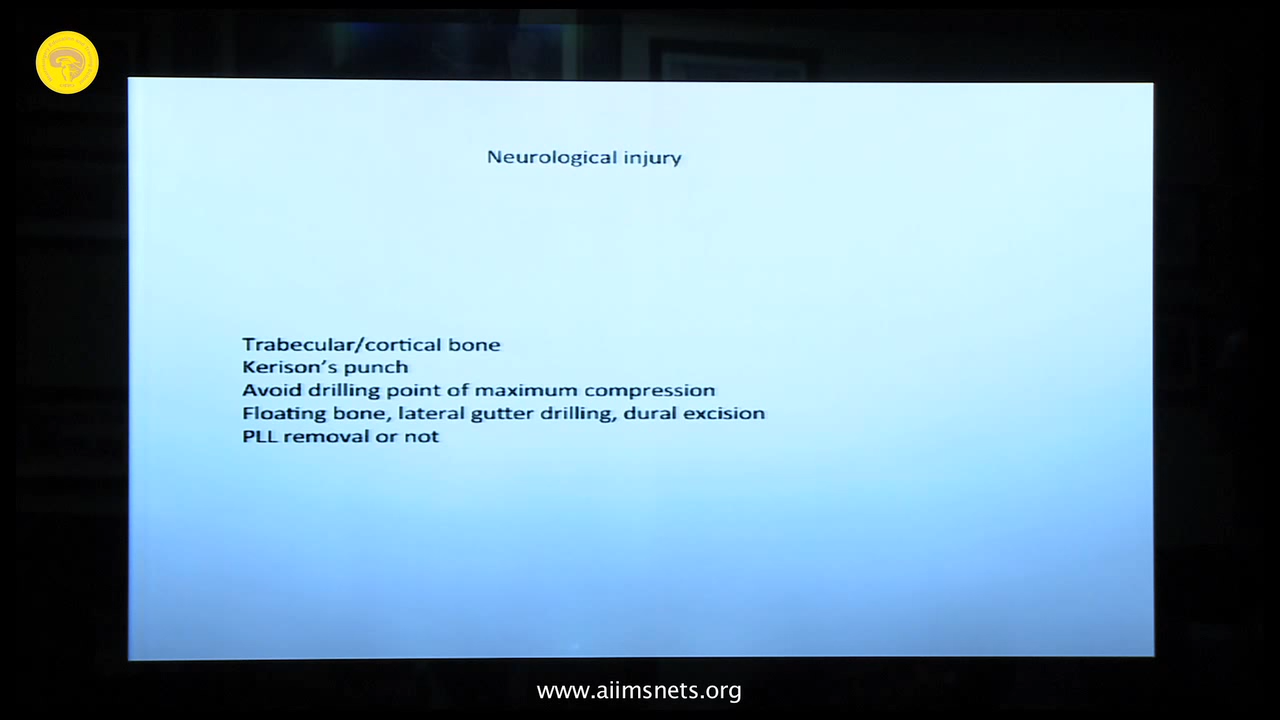 Neurological injury
Trabecular/cortical bone
Kerison's punch
Avoid drilling point of maximum compression
Floating bone, lateral gutter drilling, dural excision
PLL removal or not
www.aiimsnets.org